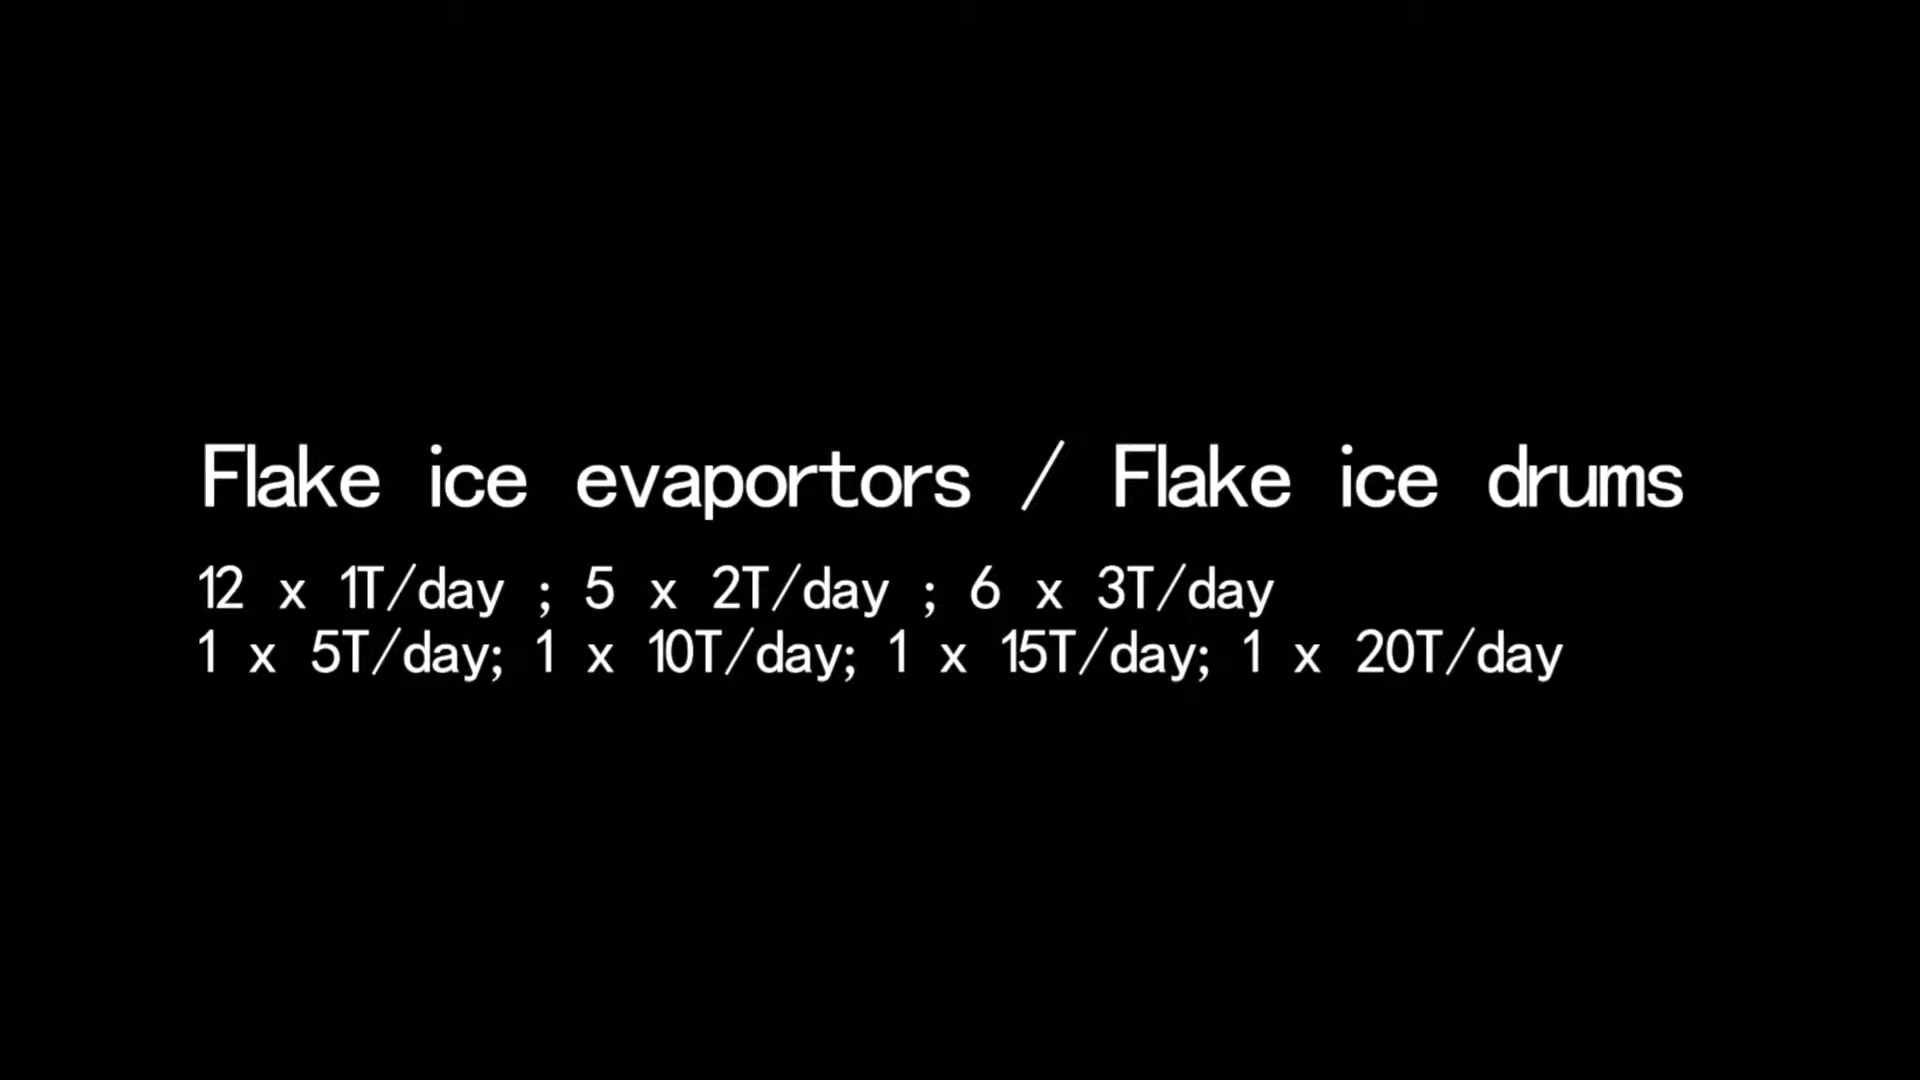 Flake ice evaportors / Flake ice drums
12 x 1T/day ; 5 x 2T/day ; 6 x 3T/day
1 x 5T/day; 1 x 10T/day; 1 x 15T/day; 1 x 20T/day